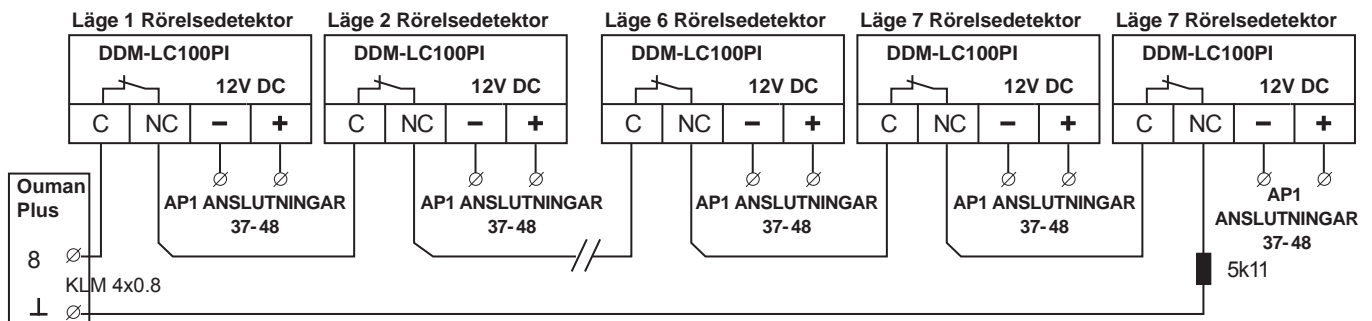 Läge 1 Rörelsedetektor Läge 2 Rörelsedetektor Läge 6 Rörelsedetektor Läge 7 Rörelsedetektor Läge 7 Rörelsedetektor
DDM-LC100PI DDM-LC100PI DDM-LC100PI DDM-LC100PI DDM-LC100PI
12V DC 12V DC 12V DC 12V DC 12V DC
C NC − + C NC − + C NC − + C NC − + C NC − +
Ouman
Plus
AP1 ANSLUTNINGAR
37-48
AP1 ANSLUTNINGAR
37-48
AP1 ANSLUTNINGAR
37-48
AP1 ANSLUTNINGAR
37-48
AP1
ANSLUTNINGAR
37-48
8
KLM 4x0.8
5k11